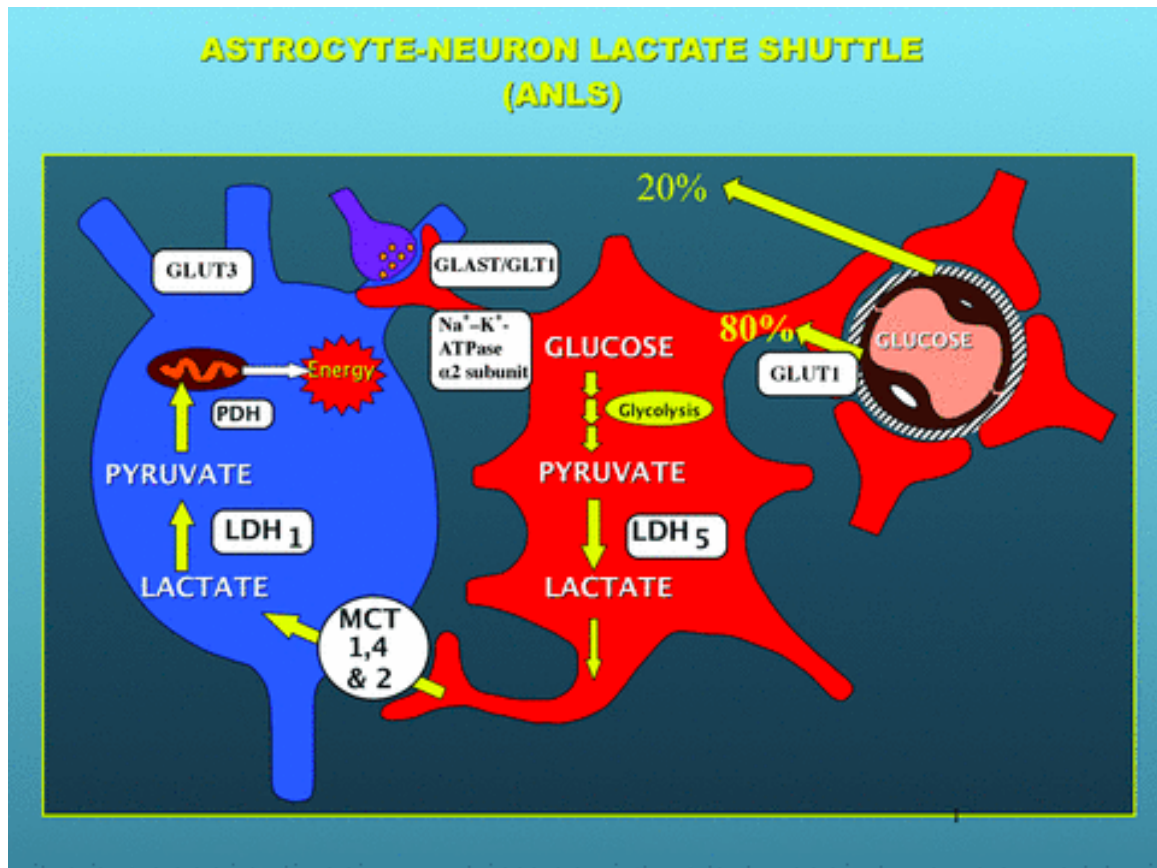 ASTROCYTE-NEURON LACTATE SHUTTLE
(ANLS)
20%
GLUT3
GLAST/GLT1
Na⁺–K⁺-
ATPase
α2 subunit
GLUCOSE
80%
GLUCOSE
GLUT1
Energy
PDH
Glycolysis
PYRUVATE
PYRUVATE
LDH 1
LDH 5
LACTATE
LACTATE
MCT
1,4
& 2